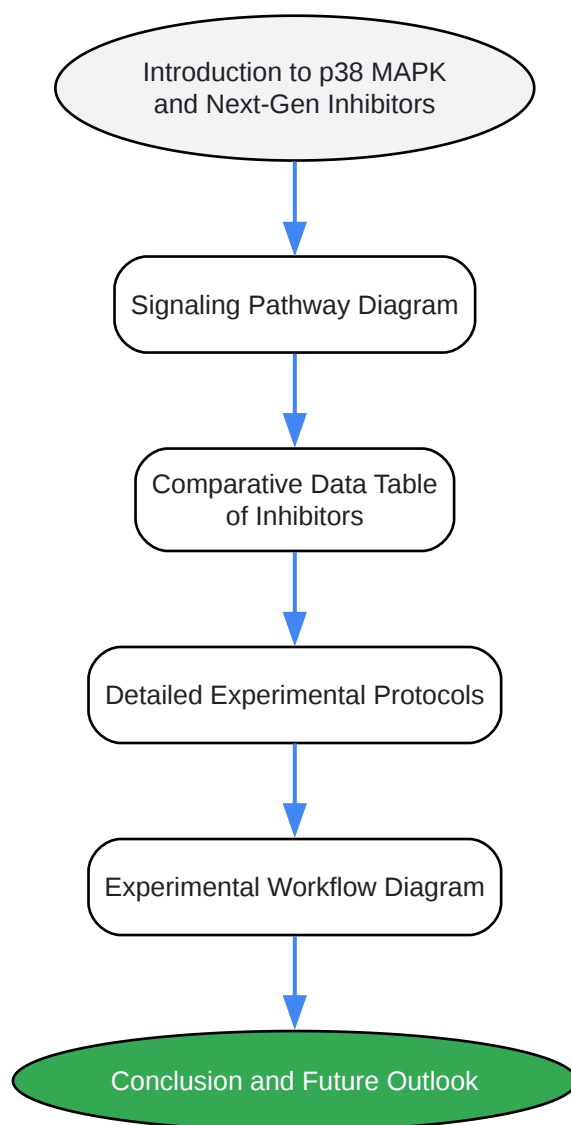 Introduction to p38 MAPK
and Next-Gen Inhibitors
Signaling Pathway Diagram
Comparative Data Table
of Inhibitors
Detailed Experimental Protocols
Experimental Workflow Diagram
Conclusion and Future Outlook